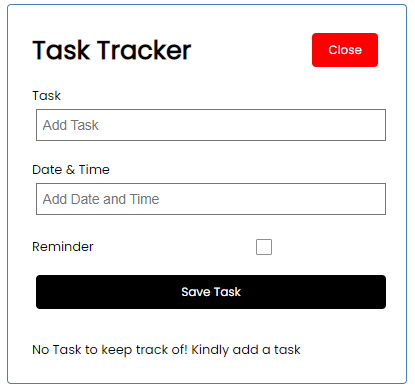 Task Tracker
Close
Task
Add Task
Date & Time
Add Date and Time
Reminder
Save Task
No Task to keep track of! Kindly add a task